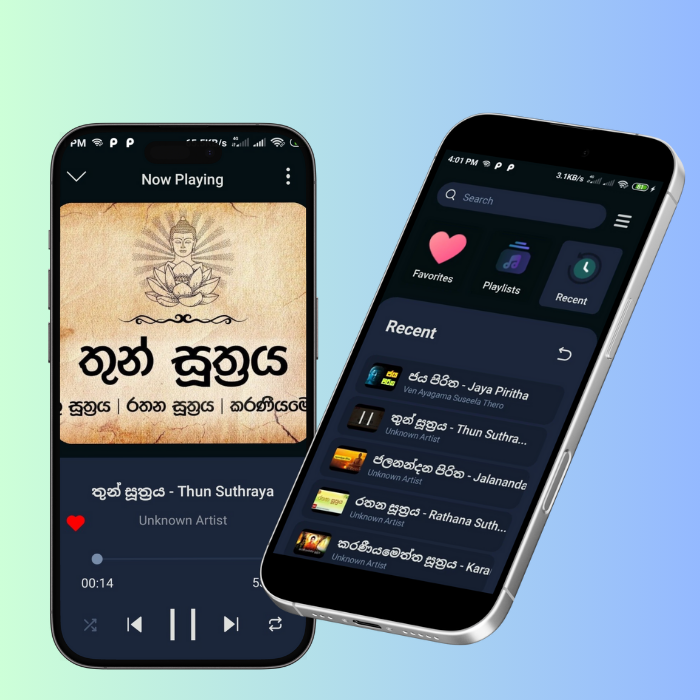 PM
Now Playing
තුන් සූත්‍රය
සූත්‍රය | රතන සූත්‍රය | කරණීයමෙ
තුන් සූත්‍රය - Thun Suthraya
Unknown Artist
00:14
4:01 PM
3.1KB/s
Search
Favorites
Playlists
Recent
Recent
ජය පිරිත - Jaya Piritha
Ven Ayagama Suseela Thero
තුන් සූත්‍රය - Thun Suthra...
Unknown Artist
ජලනන්දන පිරිත - Jalananda
Unknown Artist
රතන සූත්‍රය - Rathana Suth...
Unknown Artist
කරණීයමෙත්ත සූත්‍රය - Kara
Unknown Artist